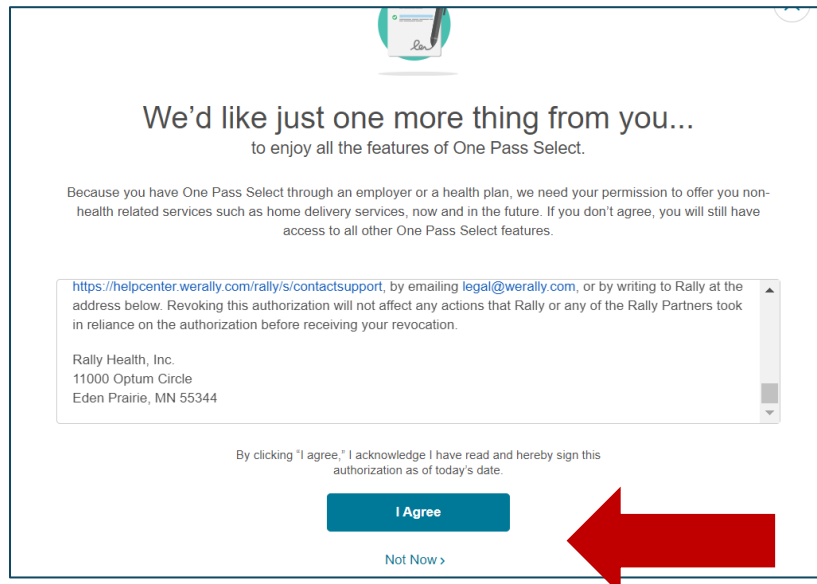 We’d like just one more thing from you...
to enjoy all the features of One Pass Select.
Because you have One Pass Select through an employer or a health plan, we need your permission to offer you non-
health related services such as home delivery services, now and in the future. If you don’t agree, you will still have
access to all other One Pass Select features.
https://helpcenter.werally.com/rally/s/contactsupport, by emailing legal@werally.com, or by writing to Rally at the
address below. Revoking this authorization will not affect any actions that Rally or any of the Rally Partners took
in reliance on the authorization before receiving your revocation.
Rally Health, Inc.
11000 Optum Circle
Eden Prairie, MN 55344
By clicking “I agree,” I acknowledge I have read and hereby sign this
authorization as of today’s date.
I Agree
Not Now ›